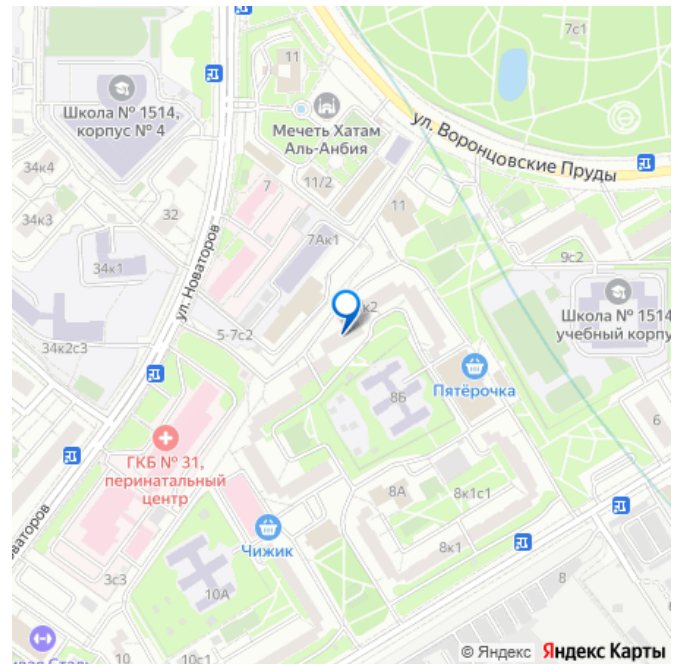 7с1
11
Школа № 1514,
корпус № 4
Мечеть Хатам
Аль-Анбия
ул. Воронцовские Пруды
34к4
7
11/2
34к3
32
11
ул. Новаторов
7Ак1
9с2
34к1
Школа № 1514
учебный корпу
к2
5-7с2
34к2с3
Пятёрочка
8Б
6
ГКБ № 31,
перинатальный
центр
8А
8к1с1
Чижик
8к1
3с3
8
10А
10
10с1
© Яндекс Яндекс Карты